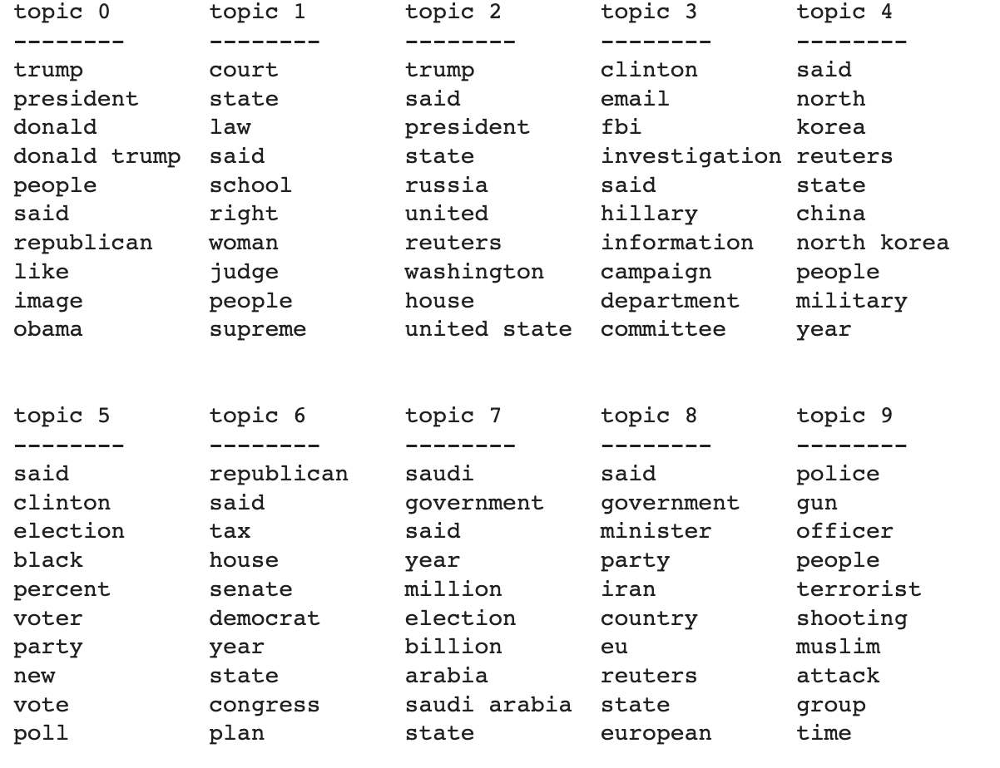 topic 0 topic 1 topic 2 topic 3 topic 4
-------- -------- -------- -------- --------
trump court trump clinton said
president state said email north
donald law president fbi korea
donald trump said state investigation reuters
people school russia said state
said right united hillary china
republican woman reuters information north korea
like judge washington campaign people
image people house department military
obama supreme united state committee year
topic 5 topic 6 topic 7 topic 8 topic 9
-------- -------- -------- -------- --------
said republican saudi said police
clinton said government government gun
election tax said minister officer
black house year party people
percent senate million iran terrorist
voter democrat election country shooting
party year billion eu muslim
new state arabia reuters attack
vote congress saudi arabia state group
poll plan state european time